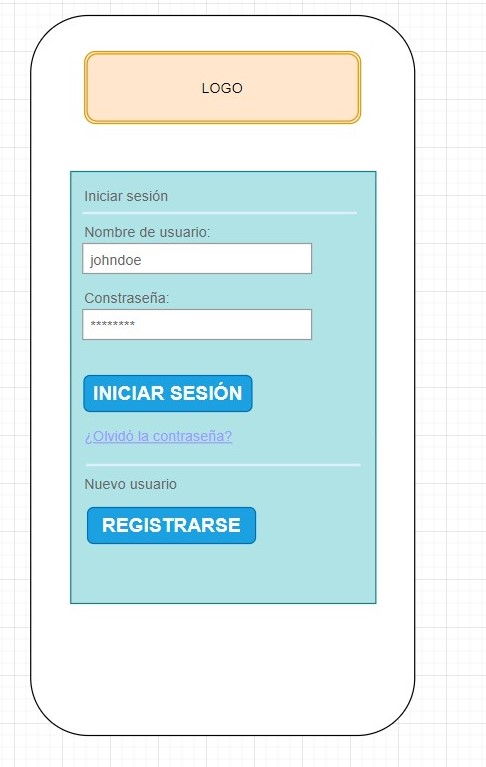 LOGO
Iniciar sesión
Nombre de usuario:
johndoe
Constraseña:
********
INICIAR SESIÓN
¿Olvidó la contraseña?
Nuevo usuario
REGISTRARSE